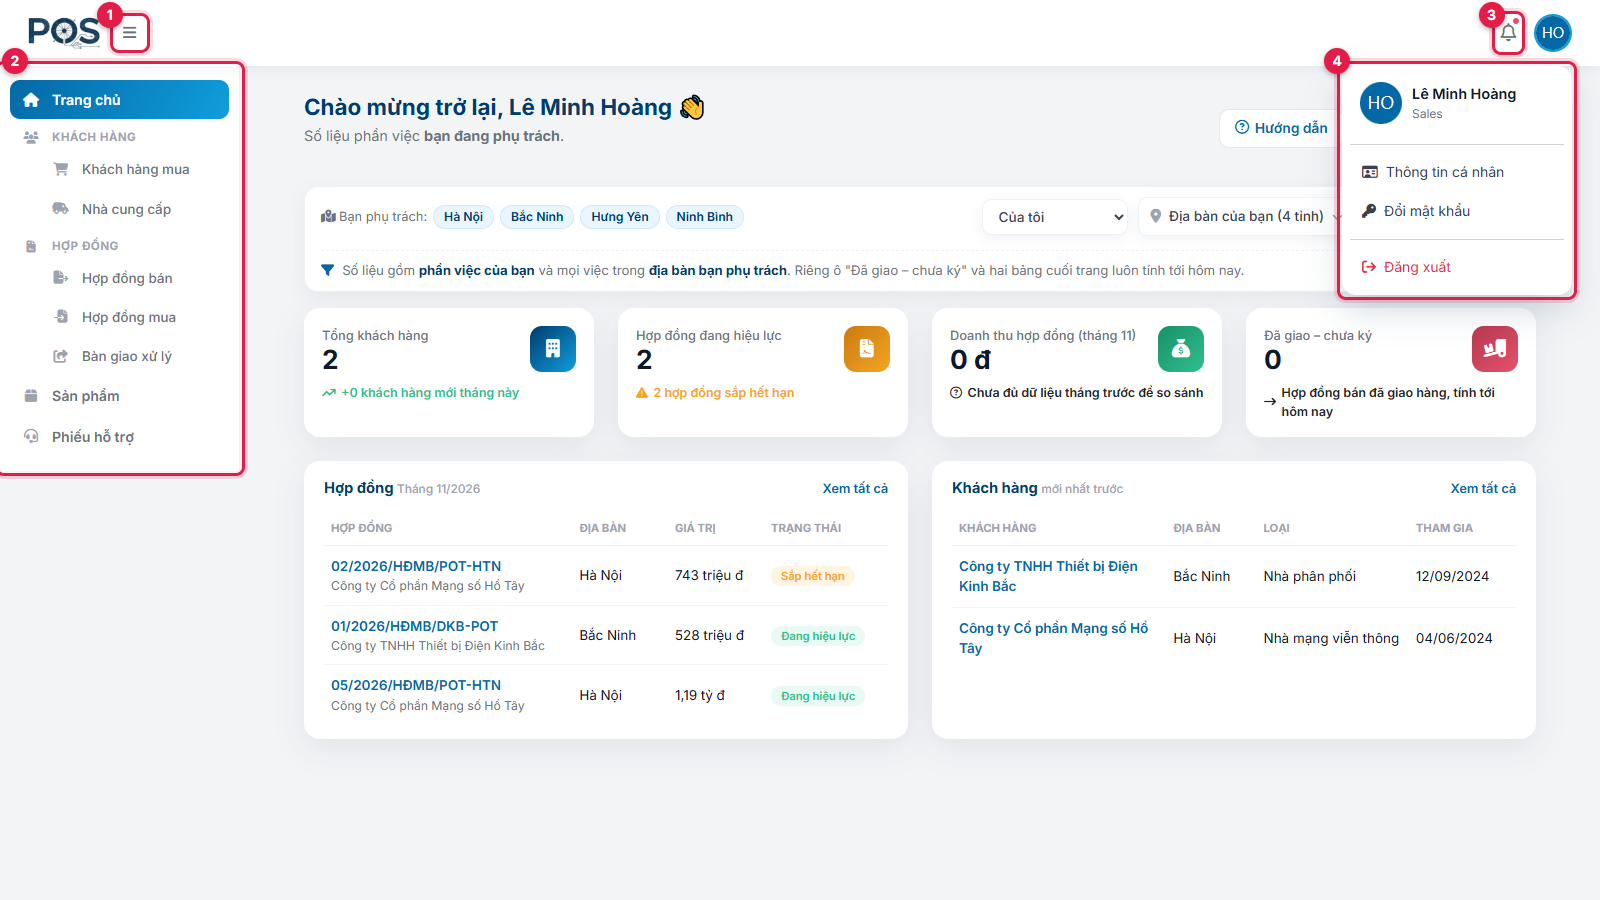 POS
1
3
HO
2
4
Trang chủ
KHÁCH HÀNG
Khách hàng mua
Nhà cung cấp
HỢP ĐỒNG
Hợp đồng bán
Hợp đồng mua
Bàn giao xử lý
Sản phẩm
Phiếu hỗ trợ
Chào mừng trở lại, Lê Minh Hoàng 👋
Số liệu phần việc bạn đang phụ trách.
Hướng dẫn
HO
Lê Minh Hoàng
Sales
Thông tin cá nhân
Đổi mật khẩu
Đăng xuất
Bạn phụ trách: Hà Nội Bắc Ninh Hưng Yên Ninh Bình
Của tôi
Địa bàn của bạn (4 tỉnh)
Số liệu gồm phần việc của bạn và mọi việc trong địa bàn bạn phụ trách. Riêng ô "Đã giao – chưa ký" và hai bảng cuối trang luôn tính tới hôm nay.
Tổng khách hàng
2
+0 khách hàng mới tháng này
Hợp đồng đang hiệu lực
2
2 hợp đồng sắp hết hạn
Doanh thu hợp đồng (tháng 11)
0 đ
Chưa đủ dữ liệu tháng trước để so sánh
Đã giao – chưa ký
0
Hợp đồng bán đã giao hàng, tính tới
hôm nay
Hợp đồng Tháng 11/2026
Xem tất cả
HỢP ĐỒNG ĐỊA BÀN GIÁ TRỊ TRẠNG THÁI
02/2026/HĐMB/POT-HTN
Công ty Cổ phần Mạng số Hồ Tây
Hà Nội 743 triệu đ Sắp hết hạn
01/2026/HĐMB/DKB-POT
Công ty TNHH Thiết bị Điện Kinh Bắc
Bắc Ninh 528 triệu đ Đang hiệu lực
05/2026/HĐMB/POT-HTN
Công ty Cổ phần Mạng số Hồ Tây
Hà Nội 1,19 tỷ đ Đang hiệu lực
Khách hàng mới nhất trước
Xem tất cả
KHÁCH HÀNG ĐỊA BÀN LOẠI THAM GIA
Công ty TNHH Thiết bị Điện
Kinh Bắc
Bắc Ninh Nhà phân phối 12/09/2024
Công ty Cổ phần Mạng số Hồ
Tây
Hà Nội Nhà mạng viễn thông 04/06/2024